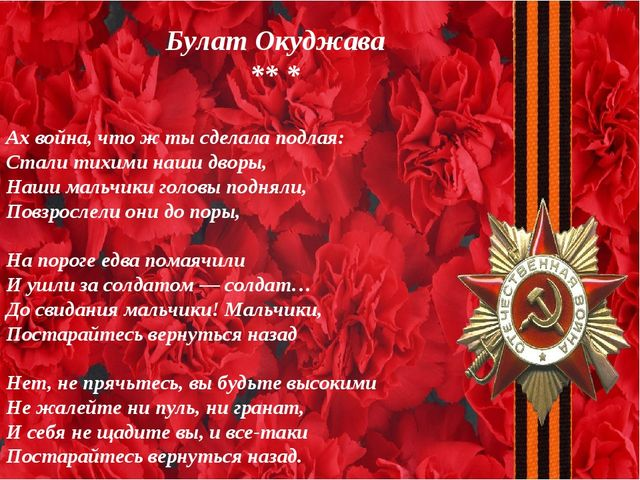 Булат Окуджава
** *
Ах война, что ж ты сделала подлая:
Стали тихими наши дворы,
Наши мальчики головы подняли,
Повзрослели они до поры,
На пороге едва помаячили
И ушли за солдатом — солдат…
До свидания мальчики! Мальчики,
Постарайтесь вернуться назад
Нет, не прячьтесь, вы будьте высокими
Не жалейте ни пуль, ни гранат,
И себя не щадите вы, и все-таки
Постарайтесь вернуться назад.
ОТЕЧЕСТВЕННАЯ ВОЙНА